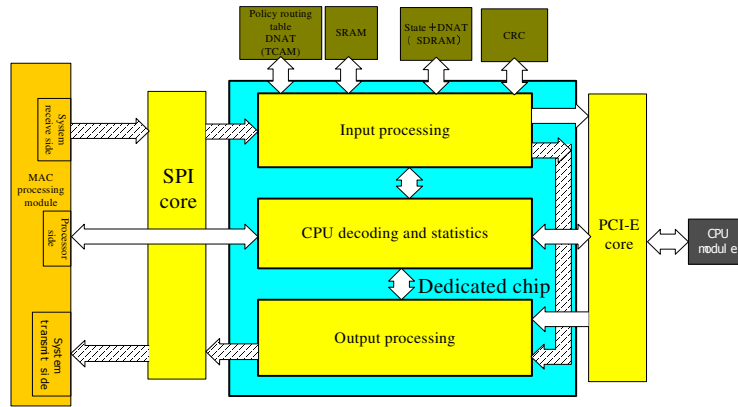 Policy routing
table
DNAT
(TCAM)
SRAM
State+DNAT
( SDRAM)
CRC
System
receive side
MAC
processing
module
Processor
side
System
transmit side
SPI
core
Input processing
CPU decoding and statistics
Dedicated chip
Output processing
PCI-E
core
CPU
module